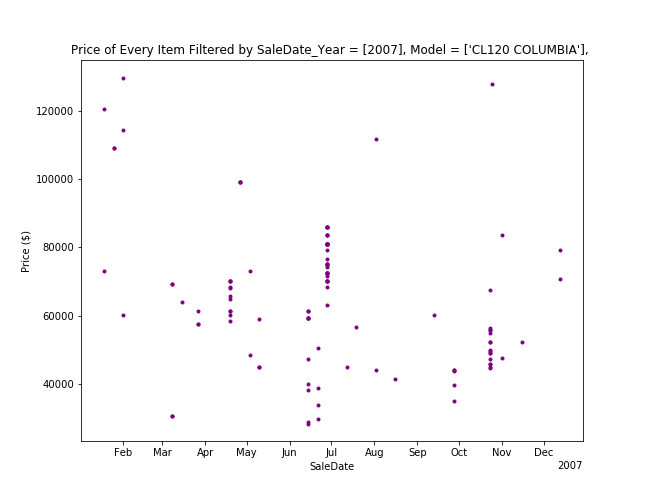 Price of Every Item Filtered by SaleDate_Year = [2007], Model = ['CL120 COLUMBIA'],
120000
100000
80000
60000
40000
Price ($)
Feb Mar Apr May Jun Jul Aug Sep Oct Nov Dec
SaleDate
2007